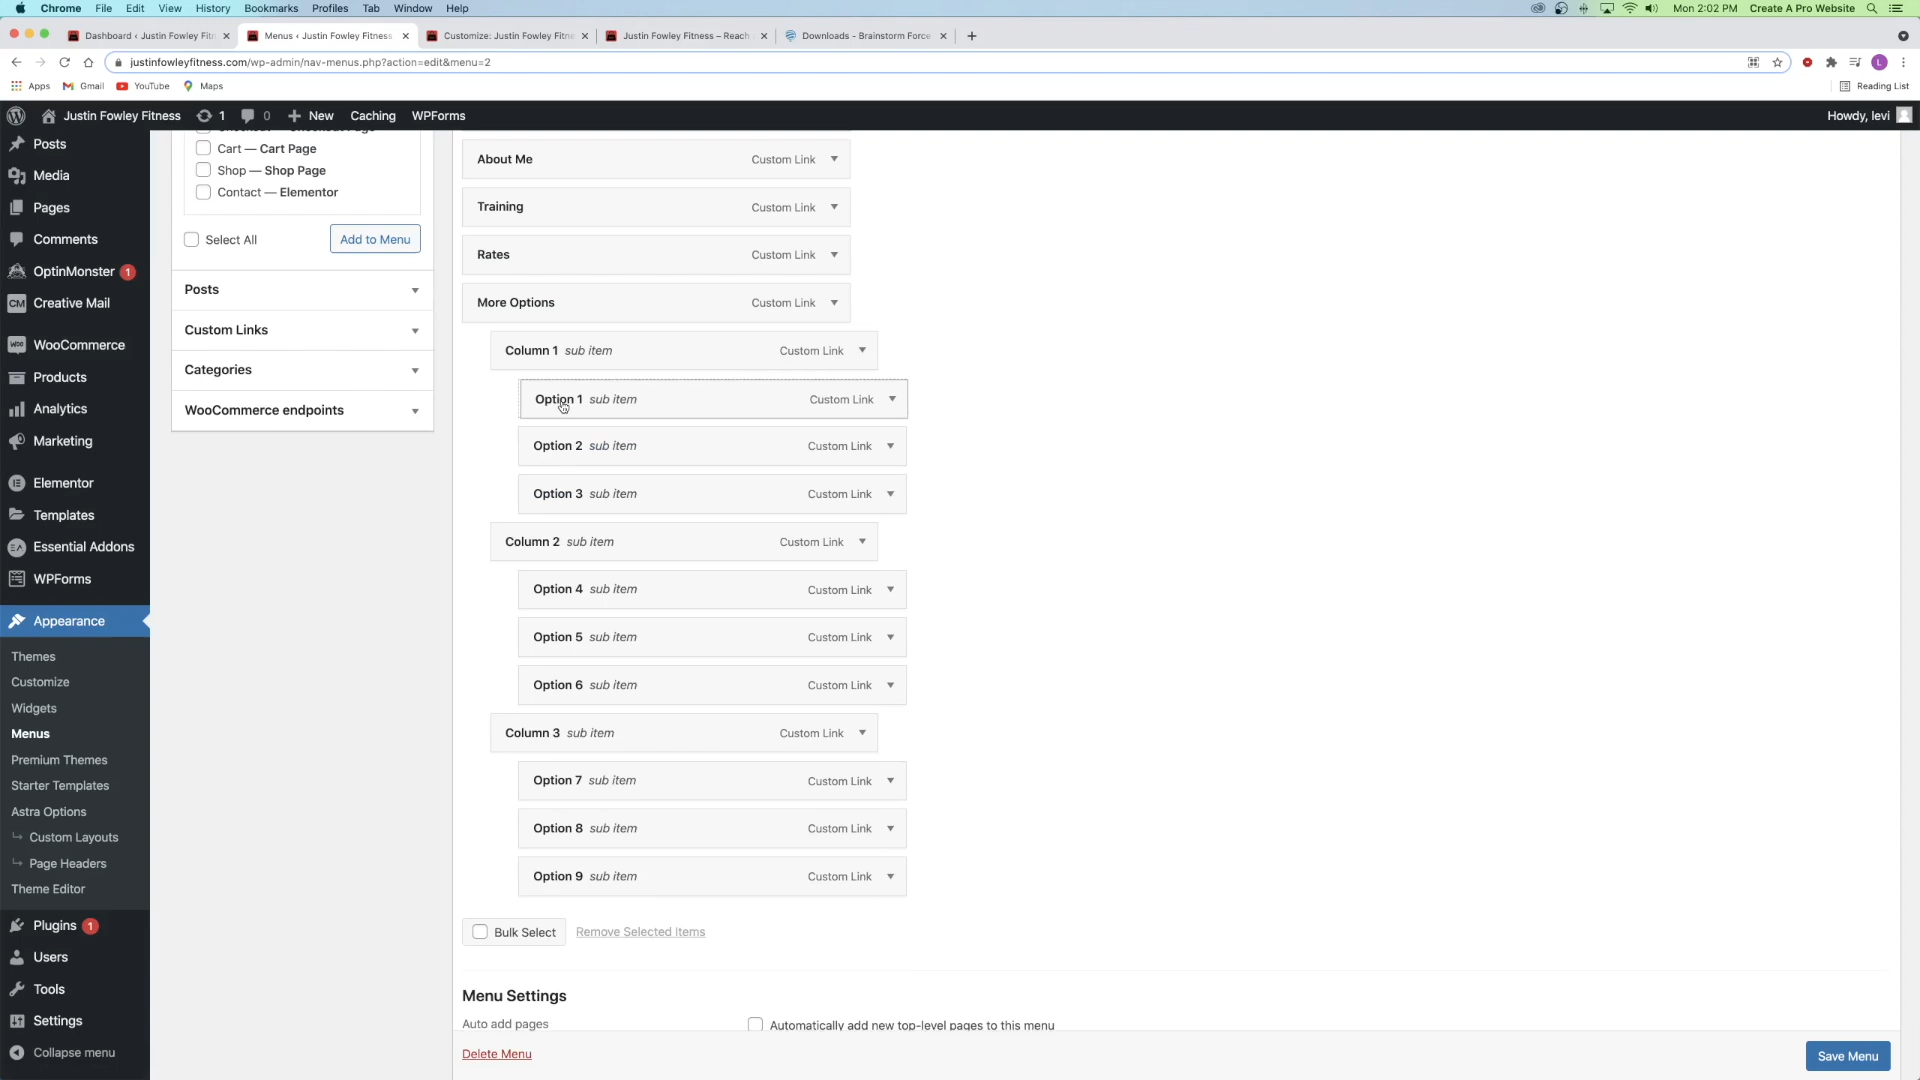 Chrome File Edit View History Bookmarks Profiles Tab Window Help
Mon 2:02 PM Create A Pro Website
Dashboard ‹ Justin Fowley Fitn
Menus ‹ Justin Fowley Fitness
Customize: Justin Fowley Fitne
Justin Fowley Fitness – Reach
Downloads - Brainstorm Force
justinfowleyfitness.com/wp-admin/nav-menus.php?action=edit&menu=2
L
Apps Gmail YouTube Maps
Reading List
Justin Fowley Fitness 1 0 New Caching WPForms
Howdy, levi
Posts
Media
Pages
Comments
OptinMonster 1
CM Creative Mail
Woo WooCommerce
Products
Analytics
Marketing
Elementor
Templates
EA Essential Addons
WPForms
Appearance
Themes
Customize
Widgets
Menus
Premium Themes
Starter Templates
Astra Options
Custom Layouts
Page Headers
Theme Editor
Plugins 1
Users
Tools
Settings
Collapse menu
Checkout — Checkout Page
Cart — Cart Page
Shop — Shop Page
Contact — Elementor
Select All
Add to Menu
Posts
Custom Links
Categories
WooCommerce endpoints
About Me Custom Link
Training Custom Link
Rates Custom Link
More Options Custom Link
Column 1 sub item Custom Link
Option 1 sub item Custom Link
Option 2 sub item Custom Link
Option 3 sub item Custom Link
Column 2 sub item Custom Link
Option 4 sub item Custom Link
Option 5 sub item Custom Link
Option 6 sub item Custom Link
Column 3 sub item Custom Link
Option 7 sub item Custom Link
Option 8 sub item Custom Link
Option 9 sub item Custom Link
Bulk Select Remove Selected Items
Menu Settings
Auto add pages
Automatically add new top-level pages to this menu
Delete Menu
Save Menu